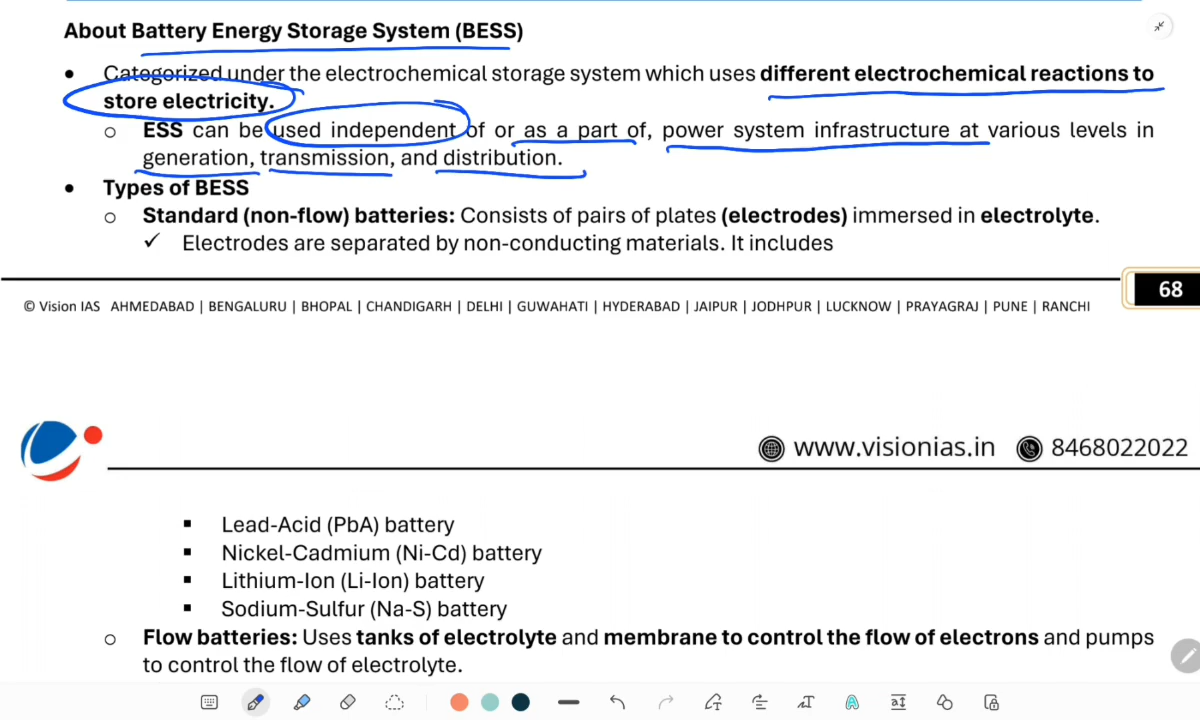 About Battery Energy Storage System (BESS)
• Categorized under the electrochemical storage system which uses different electrochemical reactions to
store electricity.
o ESS can be used independent of or as a part of, power system infrastructure at various levels in
generation, transmission, and distribution.
• Types of BESS
o Standard (non-flow) batteries: Consists of pairs of plates (electrodes) immersed in electrolyte.
✓ Electrodes are separated by non-conducting materials. It includes
68
© Vision IAS AHMEDABAD | BENGALURU | BHOPAL | CHANDIGARH | DELHI | GUWAHATI | HYDERABAD | JAIPUR | JODHPUR | LUCKNOW | PRAYAGRAJ | PUNE | RANCHI
www.visionias.in 8468022022
▪ Lead-Acid (PbA) battery
▪ Nickel-Cadmium (Ni-Cd) battery
▪ Lithium-Ion (Li-Ion) battery
▪ Sodium-Sulfur (Na-S) battery
o Flow batteries: Uses tanks of electrolyte and membrane to control the flow of electrons and pumps
to control the flow of electrolyte.